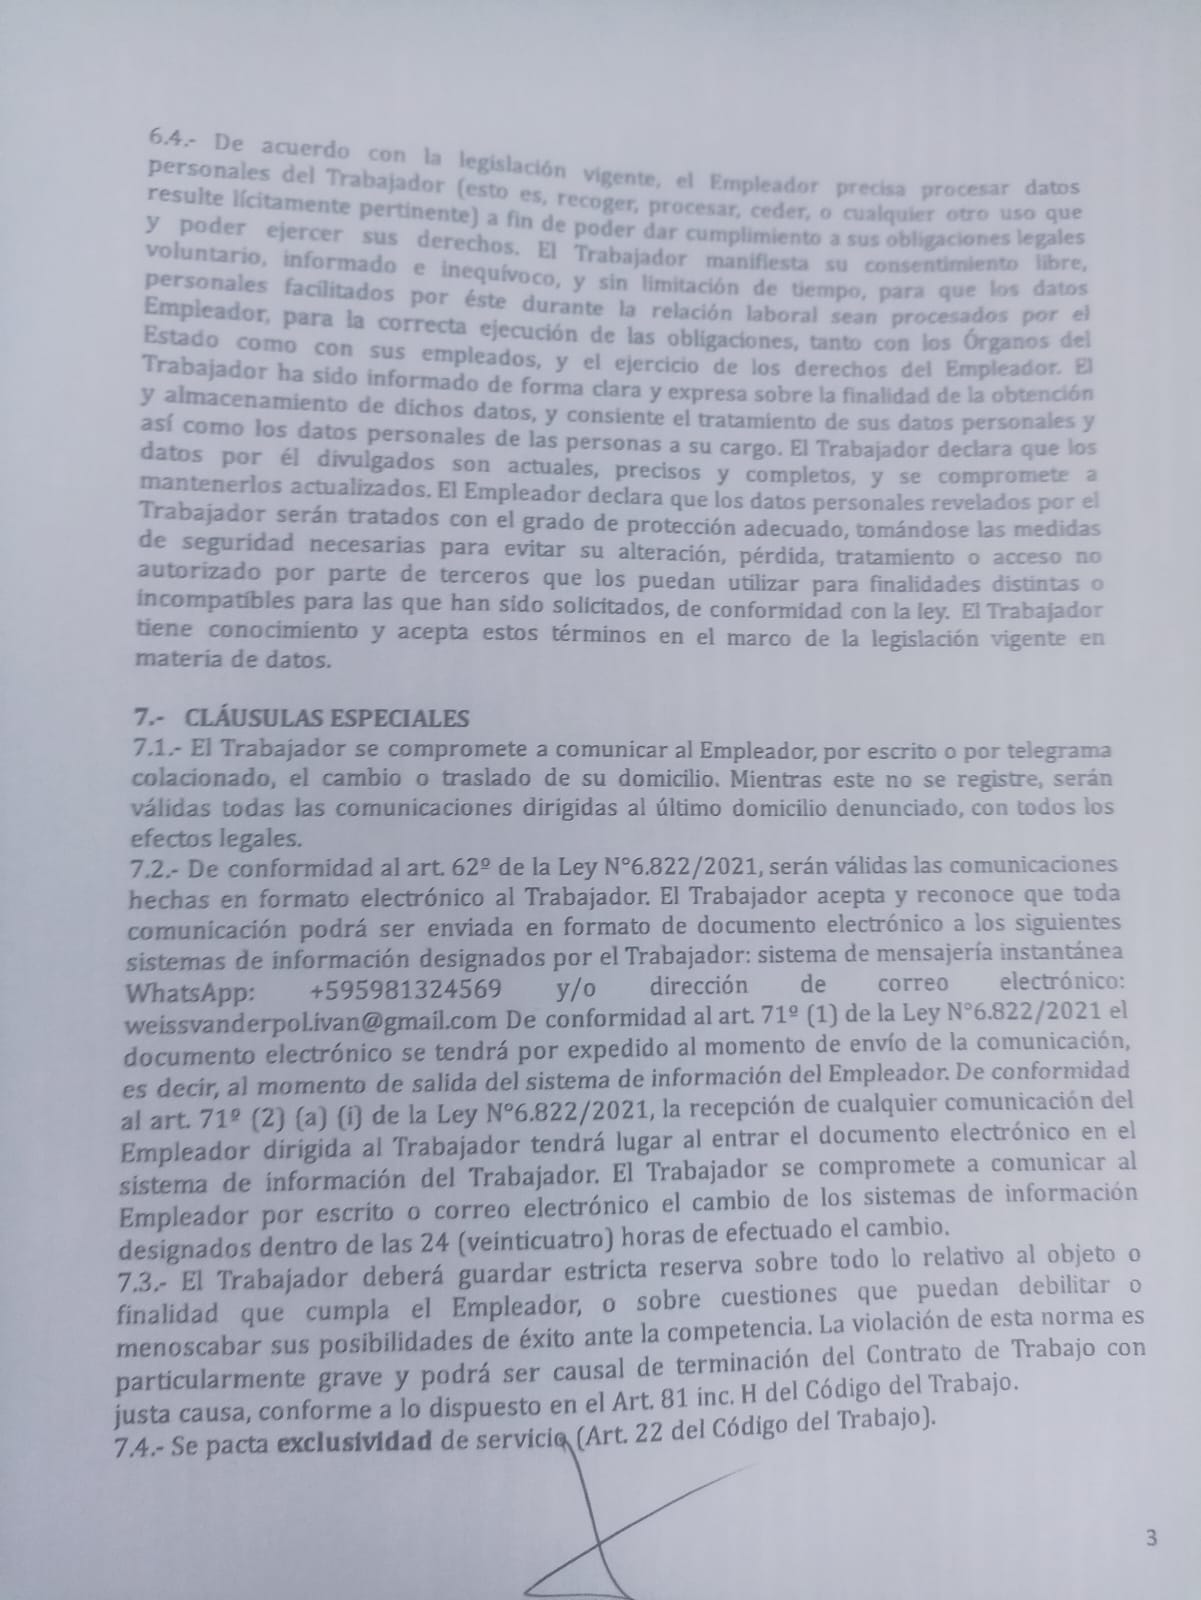 6.4.- De acuerdo con la legislación vigente, el Empleador precisa procesar datos
personales del Trabajador (esto es, recoger, procesar, ceder, o cualquier otro uso que
resulte lícitamente pertinente) a fin de poder dar cumplimiento a sus obligaciones legales
y poder ejercer sus derechos. El Trabajador manifiesta su consentimiento libre,
voluntario, informado e inequívoco, y sin limitación de tiempo, para que los datos
personales facilitados por éste durante la relación laboral sean procesados por el
Empleador, para la correcta ejecución de las obligaciones, tanto con los Órganos del
Estado como con sus empleados, y el ejercicio de los derechos del Empleador. El
Trabajador ha sido informado de forma clara y expresa sobre la finalidad de la obtención
y almacenamiento de dichos datos, y consiente el tratamiento de sus datos personales y
así como los datos personales de las personas a su cargo. El Trabajador declara que los
datos por él divulgados son actuales, precisos y completos, y se compromete a
mantenerlos actualizados. El Empleador declara que los datos personales revelados por el
Trabajador serán tratados con el grado de protección adecuado, tomándose las medidas
de seguridad necesarias para evitar su alteración, pérdida, tratamiento o acceso no
autorizado por parte de terceros que los puedan utilizar para finalidades distintas o
incompatibles para las que han sido solicitados, de conformidad con la ley. El Trabajador
tiene conocimiento y acepta estos términos en el marco de la legislación vigente en
materia de datos.
7.- CLÁUSULAS ESPECIALES
7.1.- El Trabajador se compromete a comunicar al Empleador, por escrito o por telegrama
colacionado, el cambio o traslado de su domicilio. Mientras este no se registre, serán
válidas todas las comunicaciones dirigidas al último domicilio denunciado, con todos los
efectos legales.
7.2.- De conformidad al art. 62º de la Ley N°6.822/2021, serán válidas las comunicaciones
hechas en formato electrónico al Trabajador. El Trabajador acepta y reconoce que toda
comunicación podrá ser enviada en formato de documento electrónico a los siguientes
sistemas de información designados por el Trabajador: sistema de mensajería instantánea
WhatsApp: +595981324569 y/o dirección de correo electrónico:
weissvanderpol.ivan@gmail.com De conformidad al art. 71º (1) de la Ley N°6.822/2021 el
documento electrónico se tendrá por expedido al momento de envío de la comunicación,
es decir, al momento de salida del sistema de información del Empleador. De conformidad
al art. 71º (2) (a) (i) de la Ley N°6.822/2021, la recepción de cualquier comunicación del
Empleador dirigida al Trabajador tendrá lugar al entrar el documento electrónico en el
sistema de información del Trabajador. El Trabajador se compromete a comunicar al
Empleador por escrito o correo electrónico el cambio de los sistemas de información
designados dentro de las 24 (veinticuatro) horas de efectuado el cambio.
7.3.- El Trabajador deberá guardar estricta reserva sobre todo lo relativo al objeto o
finalidad que cumpla el Empleador, o sobre cuestiones que puedan debilitar o
menoscabar sus posibilidades de éxito ante la competencia. La violación de esta norma es
particularmente grave y podrá ser causal de terminación del Contrato de Trabajo con
justa causa, conforme a lo dispuesto en el Art. 81 inc. H del Código del Trabajo.
7.4.- Se pacta exclusividad de servicio (Art. 22 del Código del Trabajo).
3